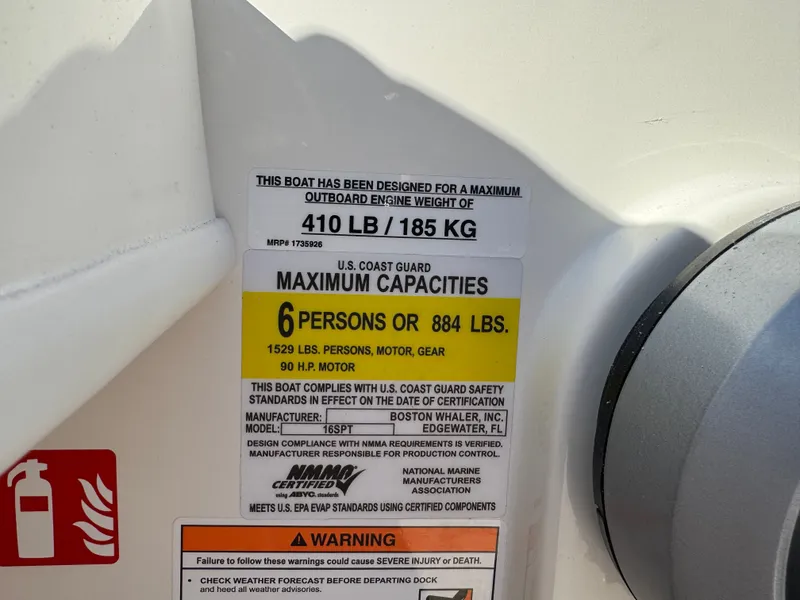 THIS BOAT HAS BEEN DESIGNED FOR A MAXIMUM
OUTBOARD ENGINE WEIGHT OF
410 LB / 185 KG
MRP# 1735926
U.S. COAST GUARD
MAXIMUM CAPACITIES
6 PERSONS OR 884 LBS.
1529 LBS. PERSONS, MOTOR, GEAR
90 H.P. MOTOR
THIS BOAT COMPLIES WITH U.S. COAST GUARD SAFETY
STANDARDS IN EFFECT ON THE DATE OF CERTIFICATION
MANUFACTURER: BOSTON WHALER, INC.
MODEL: 16SPT EDGEWATER, FL
DESIGN COMPLIANCE WITH NMMA REQUIREMENTS IS VERIFIED.
MANUFACTURER RESPONSIBLE FOR PRODUCTION CONTROL.
NMMA®
CERTIFIED
using ABYC. standards
NATIONAL MARINE
MANUFACTURERS
ASSOCIATION
MEETS U.S. EPA EVAP STANDARDS USING CERTIFIED COMPONENTS
WARNING
Failure to follow these warnings could cause SEVERE INJURY or DEATH.
• CHECK WEATHER FORECAST BEFORE DEPARTING DOCK
and heed all weather advisories.